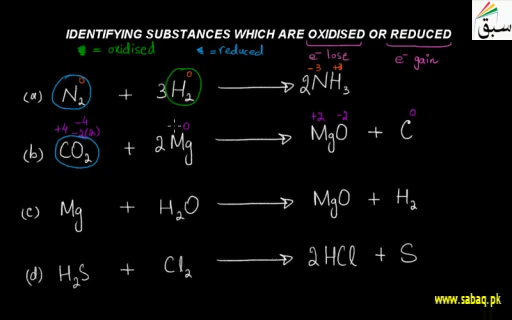 IDENTIFYING SUBSTANCES WHICH ARE OXIDISED OR REDUCED
سبق
= oxidised = reduced e⁻ lose e⁻ gain
0 0 -3 +3
(a) N₂ + 3H₂ ⟶ 2NH₃
+4 -4 -2(2) 0 +2 -2 0
(b) CO₂ + 2Mg ⟶ MgO + C
(c) Mg + H₂O ⟶ MgO + H₂
(d) H₂S + Cl₂ ⟶ 2HCl + S
www.sabaq.pk